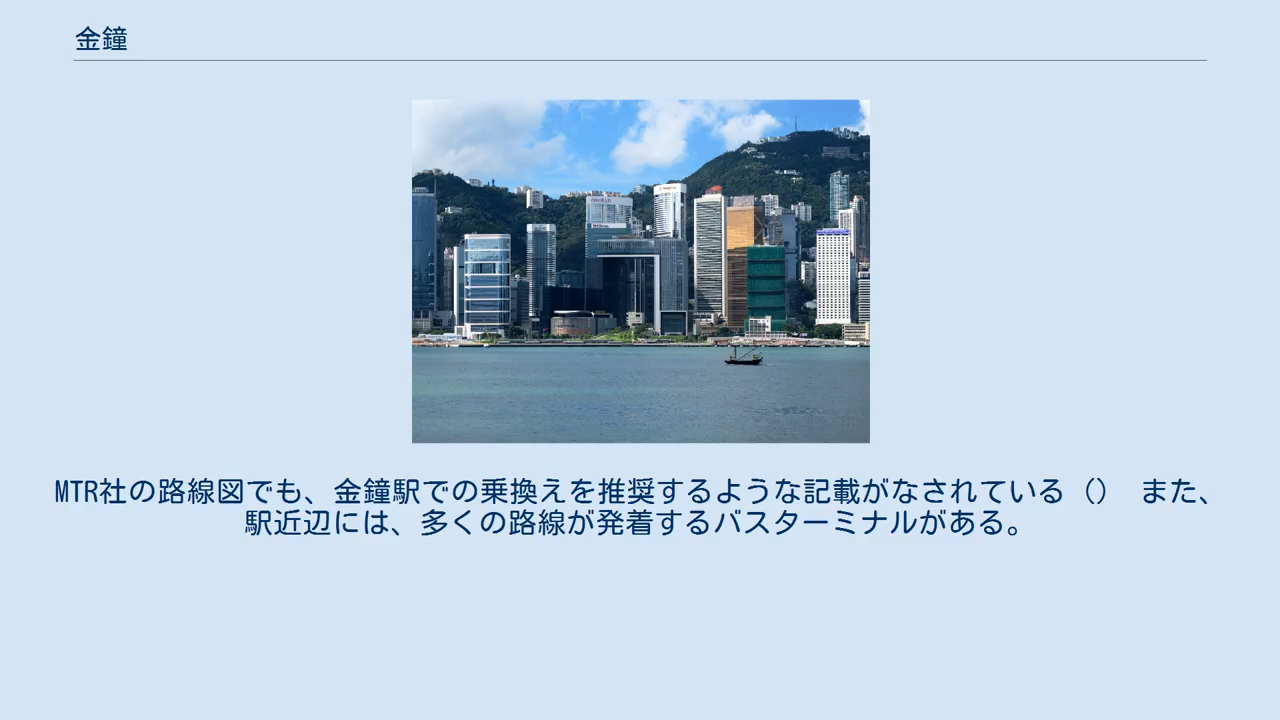 金鐘
MTR社の路線図でも、金鐘駅での乗換えを推奨するような記載がなされている（） また、
駅近辺には、多くの路線が発着するバスターミナルがある。